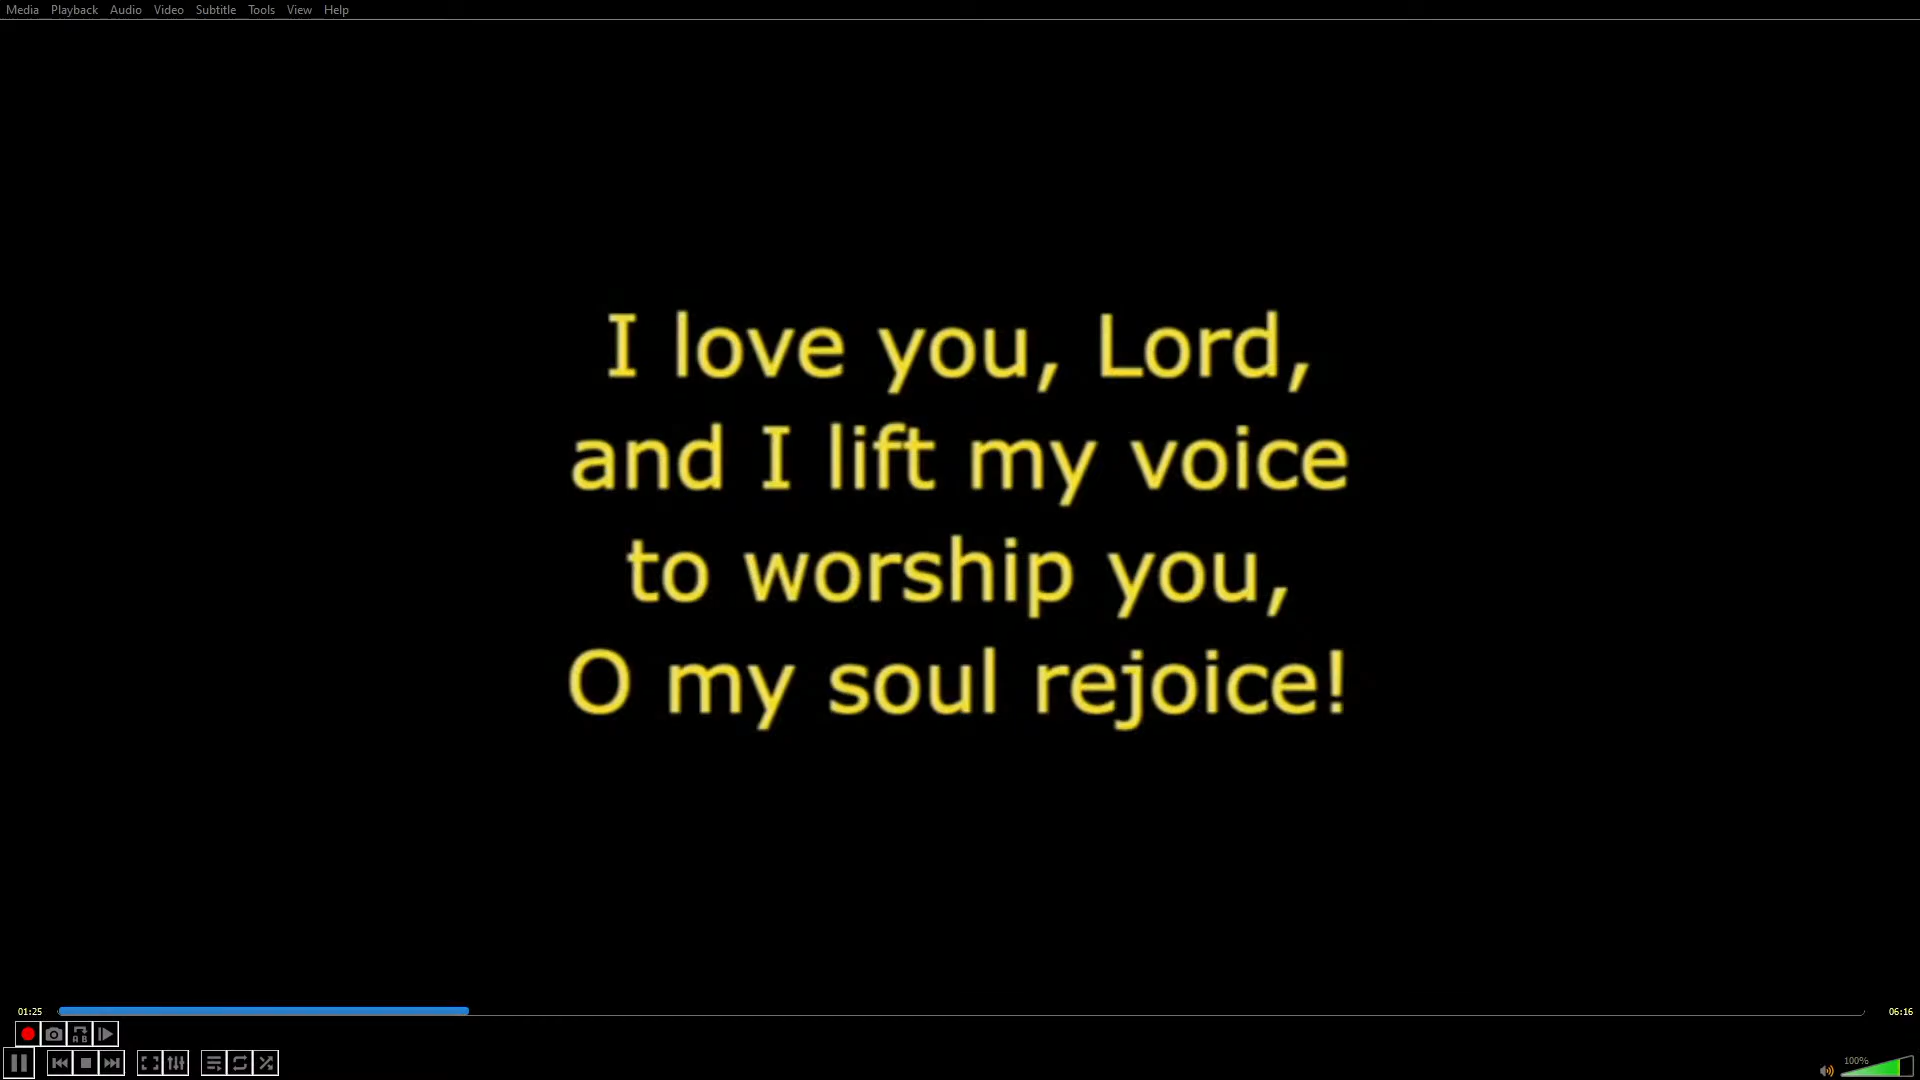 Media Playback Audio Video Subtitle Tools View Help
I love you, Lord,
and I lift my voice
to worship you,
O my soul rejoice!
01:25 06:16
A B
100%